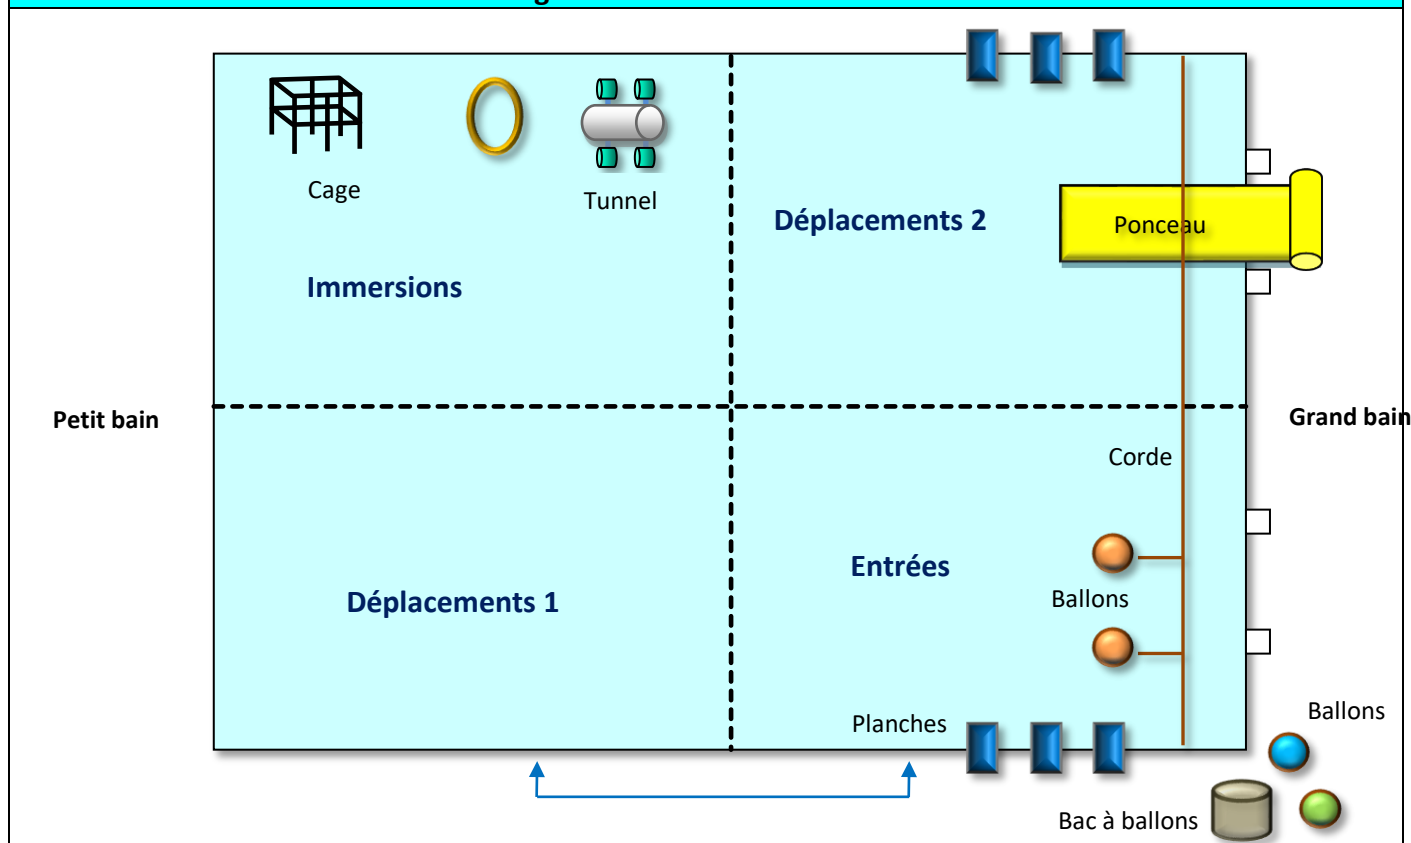 Cage
Tunnel
Déplacements 2
Ponceau
Immersions
Petit bain
Grand bain
Corde
Entrées
Ballons
Déplacements 1
Planches
Ballons
Bac à ballons